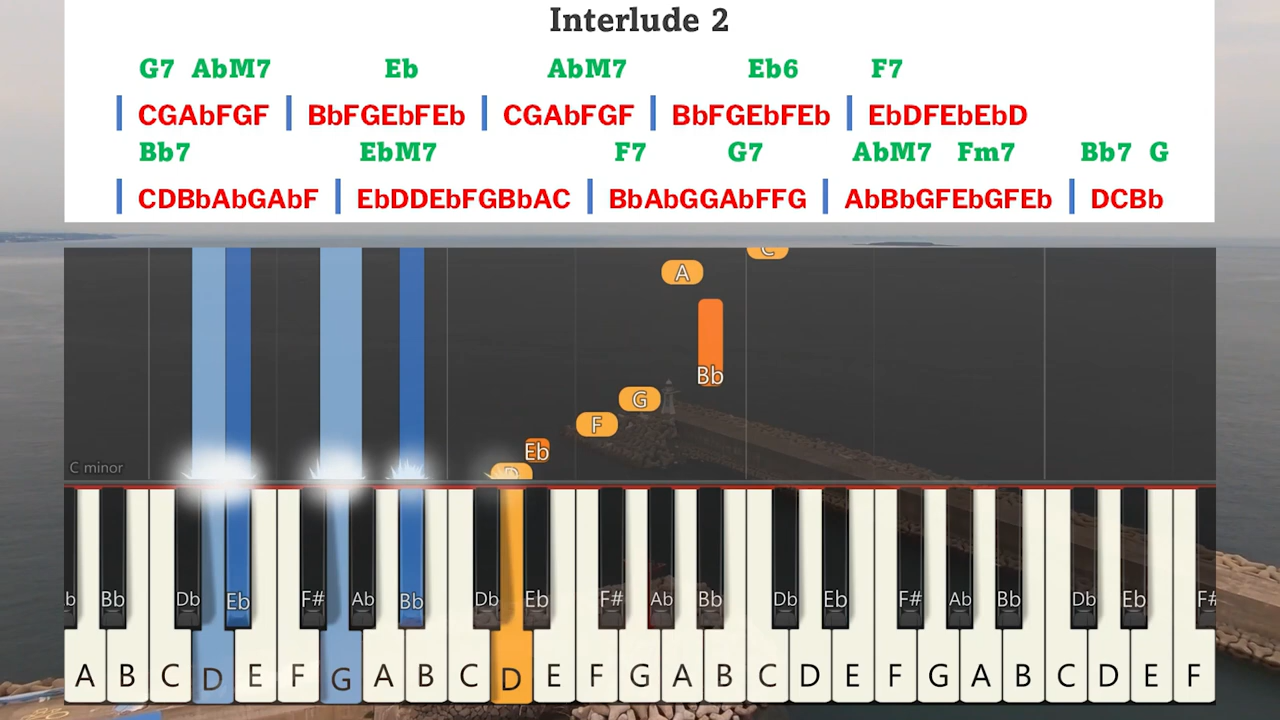 Interlude 2
G7 AbM7 Eb AbM7 Eb6 F7
| CGAbFGF | BbFGEbFEb | CGAbFGF | BbFGEbFEb | EbDFEbEbD
Bb7 EbM7 F7 G7 AbM7 Fm7 Bb7 G
| CDBbAbGAbF | EbDDEbFGBbAC | BbAbGGAbFFG | AbBbGFEbGFEb | DCBb
C
A
Bb
G
F
Eb
C minor
D
b Bb Db Eb F# Ab Bb Db Eb F# Ab Bb Db Eb F# Ab Bb Db Eb F#
A B C D E F G A B C D E F G A B C D E F G A B C D E F